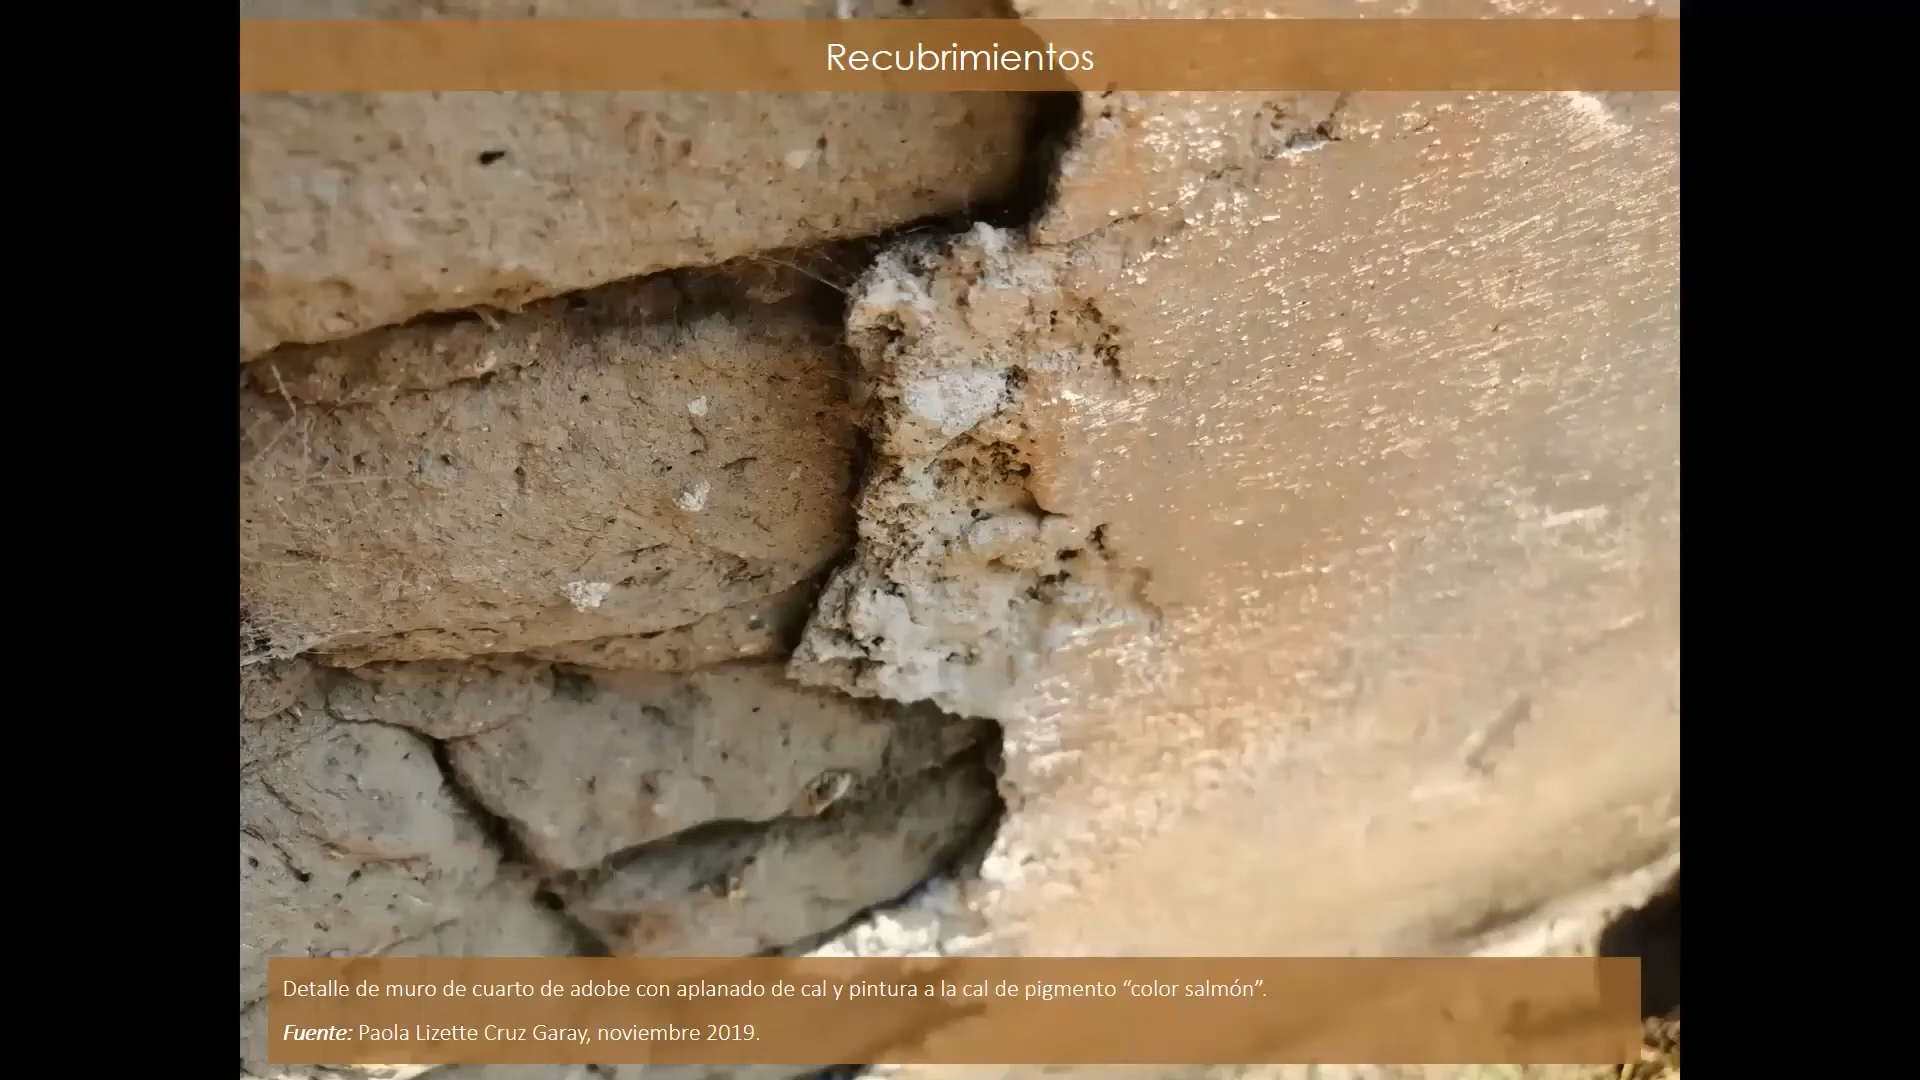 Recubrimientos
Detalle de muro de cuarto de adobe con aplanado de cal y pintura a la cal de pigmento “color salmón”.
Fuente: Paola Lizette Cruz Garay, noviembre 2019.